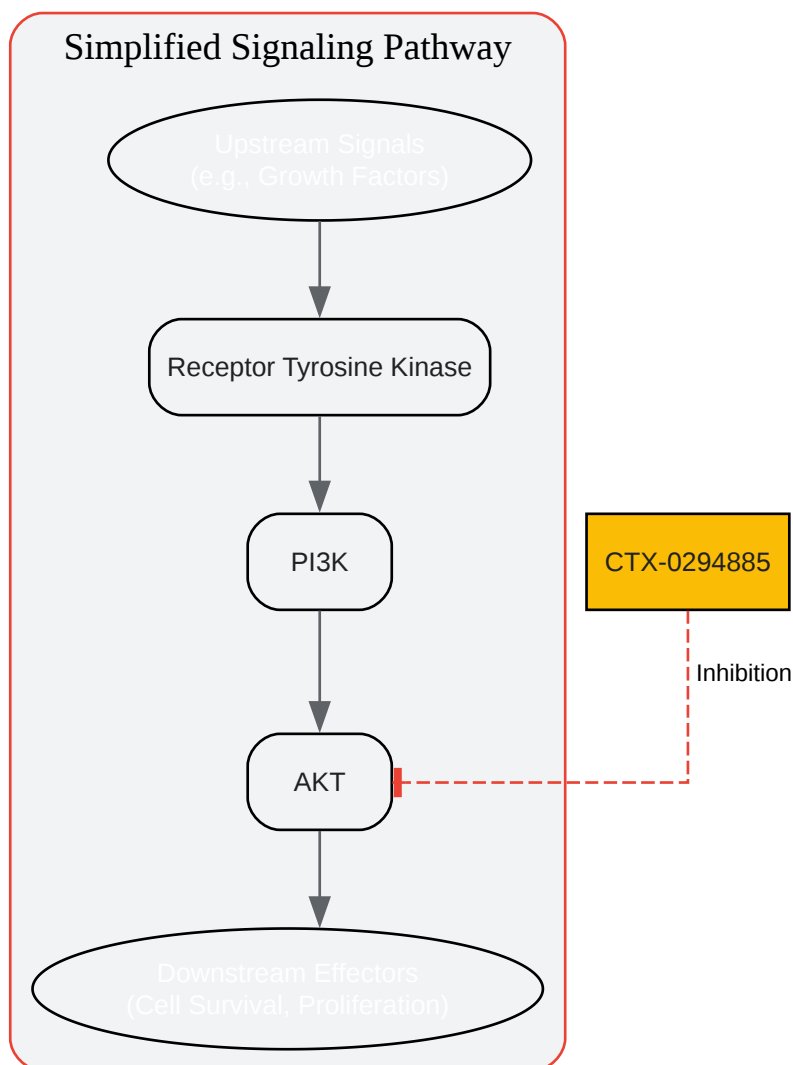 Simplified Signaling Pathway
Upstream Signals
(e.g., Growth Factors)
Receptor Tyrosine Kinase
PI3K
CTX-0294885
Inhibition
AKT
Downstream Effectors
(Cell Survival, Proliferation)